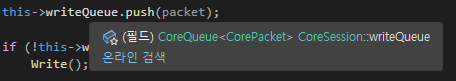 this->writeQueue.push(packet);
(필드) CoreQueue<CorePacket> CoreSession::writeQueue
if (!this->w
온라인 검색
Write();